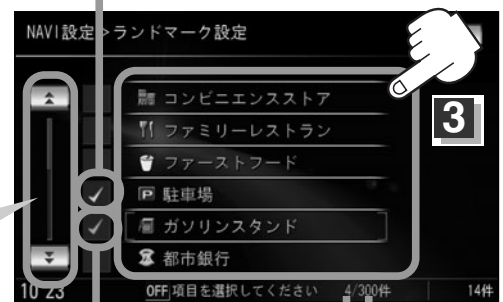 NAVI設定>ランドマーク設定
コンビニエンスストア
ファミリーレストラン
3
ファーストフード
P 駐車場
ガソリンスタンド
都市銀行
10 23 OFF 項目を選択してください 4/300件 14件